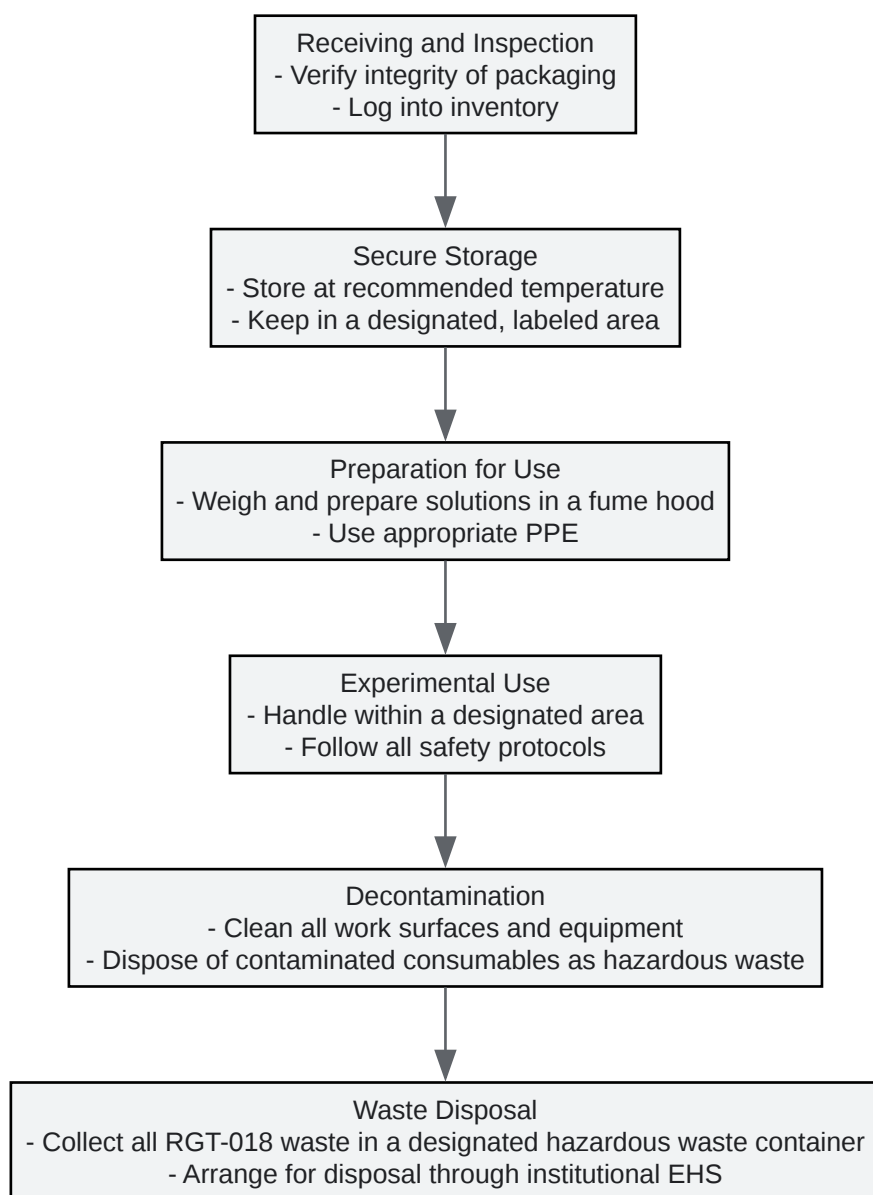 Receiving and Inspection
- Verify integrity of packaging
- Log into inventory
Secure Storage
- Store at recommended temperature
- Keep in a designated, labeled area
Preparation for Use
- Weigh and prepare solutions in a fume hood
- Use appropriate PPE
Experimental Use
- Handle within a designated area
- Follow all safety protocols
Decontamination
- Clean all work surfaces and equipment
- Dispose of contaminated consumables as hazardous waste
Waste Disposal
- Collect all RGT-018 waste in a designated hazardous waste container
- Arrange for disposal through institutional EHS